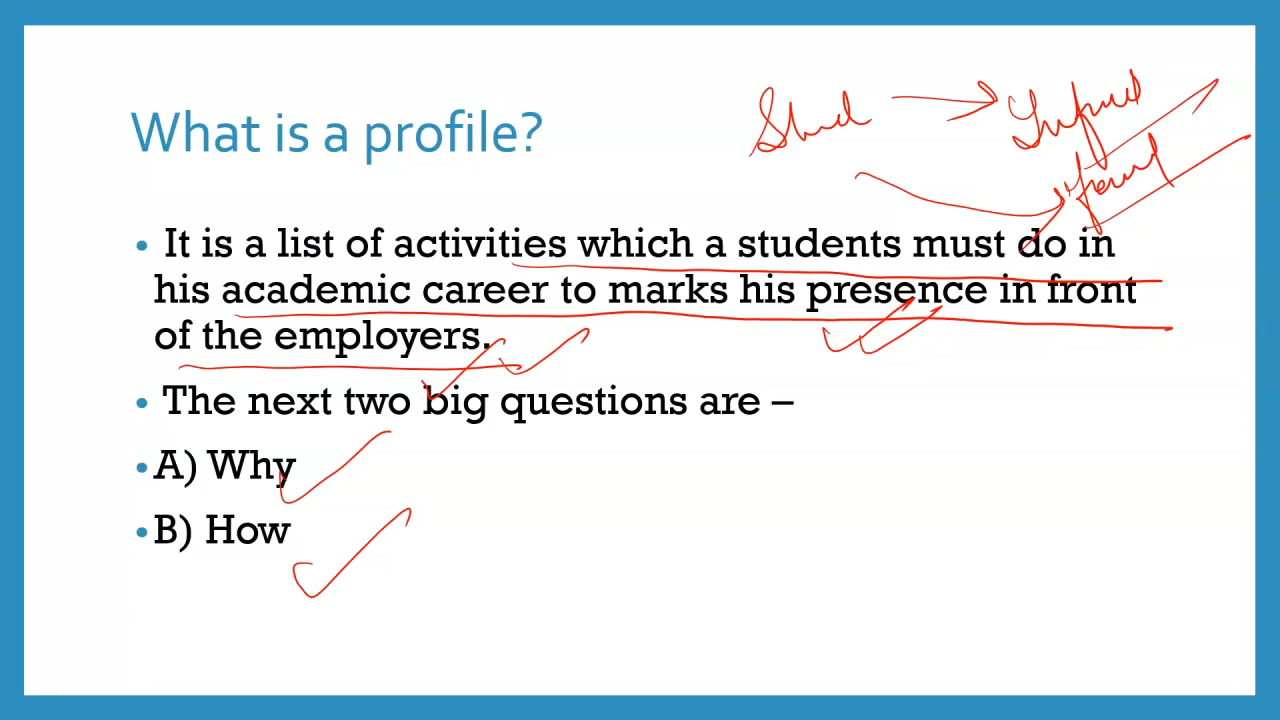 What is a profile?
• It is a list of activities which a students must do in
his academic career to marks his presence in front
of the employers.
• The next two big questions are –
• A) Why
• B) How